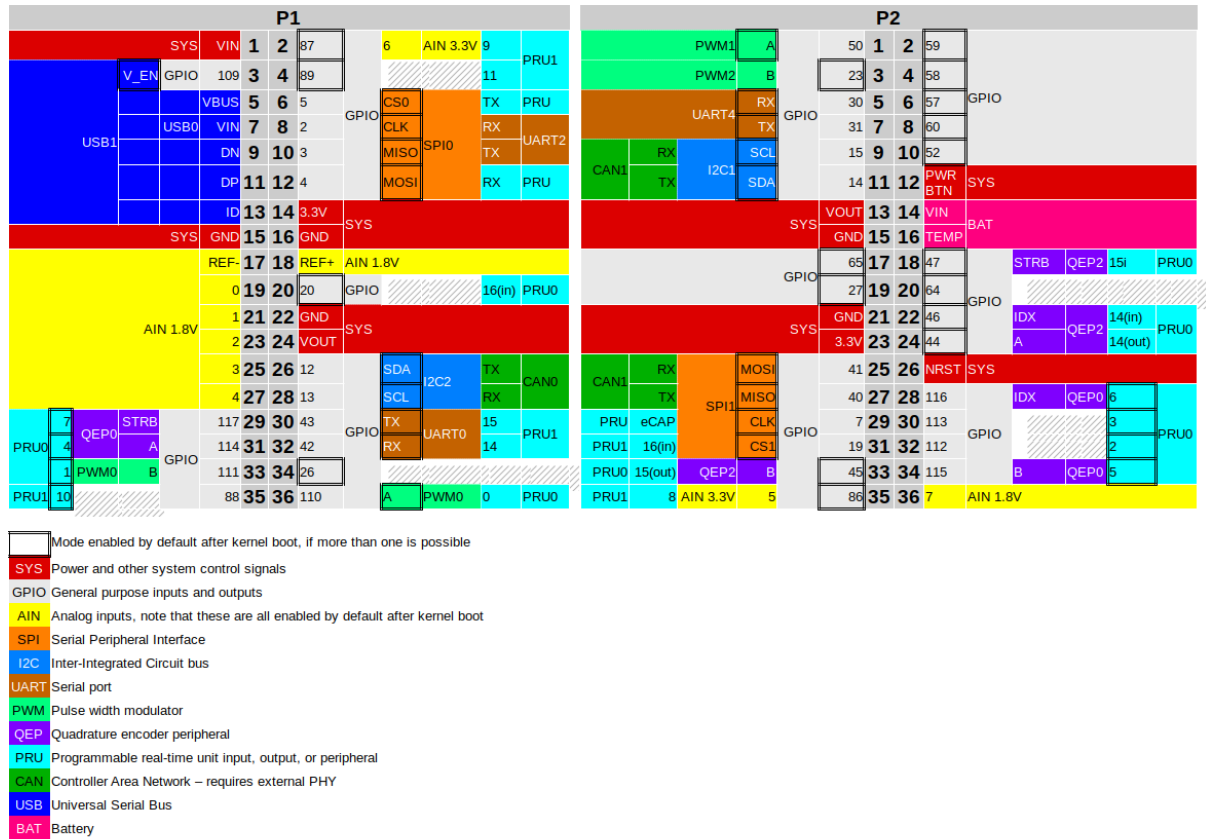 P1 P2
SYS VIN 1 2 87 6 AIN 3.3V 9 PRU1 PWM1 A 50 1 2 59
V_EN GPIO 109 3 4 89 11 PWM2 B 23 3 4 58
USB1 VBUS 5 6 5 GPIO CS0 SPI0 TX PRU UART4 RX GPIO 30 5 6 57 GPIO
USB0 VIN 7 8 2 CLK RX UART2 TX 31 7 8 60
DN 9 10 3 MISO TX CAN1 RX I2C1 SCL 15 9 10 52
DP 11 12 4 MOSI RX PRU TX SDA 14 11 12 PWR BTN SYS
ID 13 14 3.3V SYS SYS VOUT 13 14 VIN BAT
SYS GND 15 16 GND GND 15 16 TEMP
REF- 17 18 REF+ AIN 1.8V GPIO 65 17 18 47 GPIO STRB QEP2 15i PRU0
AIN 1.8V 0 19 20 20 GPIO 16(in) PRU0 27 19 20 64
1 21 22 GND SYS SYS GND 21 22 46 IDX QEP2 14(in) PRU0
2 23 24 VOUT 3.3V 23 24 44 A 14(out)
3 25 26 12 GPIO SDA I2C2 TX CAN0 CAN1 RX SPI1 MOSI GPIO 41 25 26 NRST SYS
4 27 28 13 SCL RX TX MISO 40 27 28 116 GPIO IDX QEP0 6 PRU0
PRU0 7 QEP0 STRB GPIO 117 29 30 43 TX UART0 15 PRU1 PRU eCAP CLK 7 29 30 113 3
4 A 114 31 32 42 RX 14 PRU1 16(in) CS1 19 31 32 112 2
1 PWM0 B 111 33 34 26 PRU0 15(out) QEP2 B 45 33 34 115 B QEP0 5
PRU1 10 88 35 36 110 A PWM0 0 PRU0 PRU1 8 AIN 3.3V 5 86 35 36 7 AIN 1.8V
Mode enabled by default after kernel boot, if more than one is possible
SYS Power and other system control signals
GPIO General purpose inputs and outputs
AIN Analog inputs, note that these are all enabled by default after kernel boot
SPI Serial Peripheral Interface
I2C Inter-Integrated Circuit bus
UART Serial port
PWM Pulse width modulator
QEP Quadrature encoder peripheral
PRU Programmable real-time unit input, output, or peripheral
CAN Controller Area Network – requires external PHY
USB Universal Serial Bus
BAT Battery